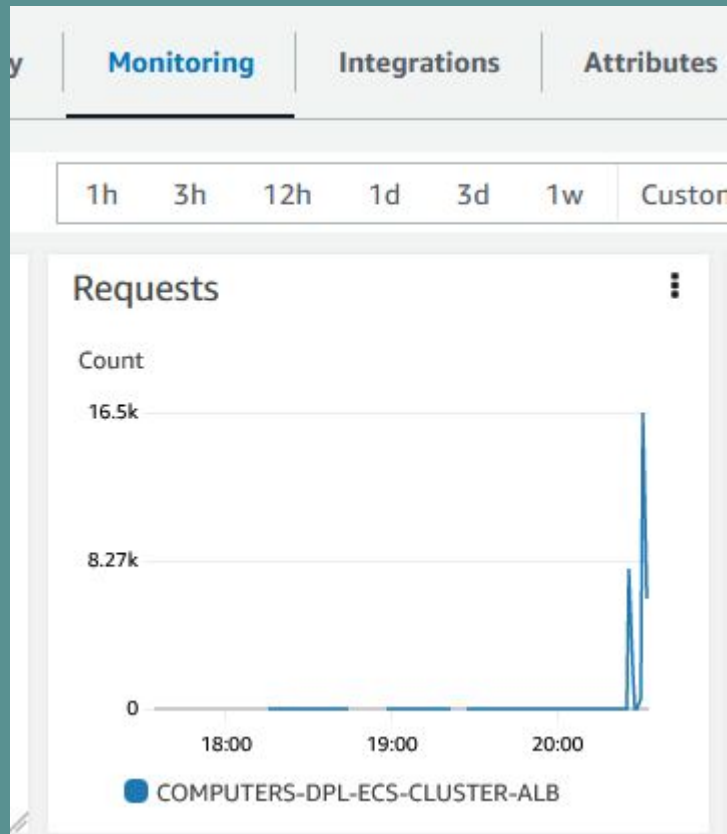 y Monitoring Integrations Attributes
1h 3h 12h 1d 3d 1w Custom
Requests
Count
16.5k
8.27k
0
18:00 19:00 20:00
COMPUTERS-DPL-ECS-CLUSTER-ALB